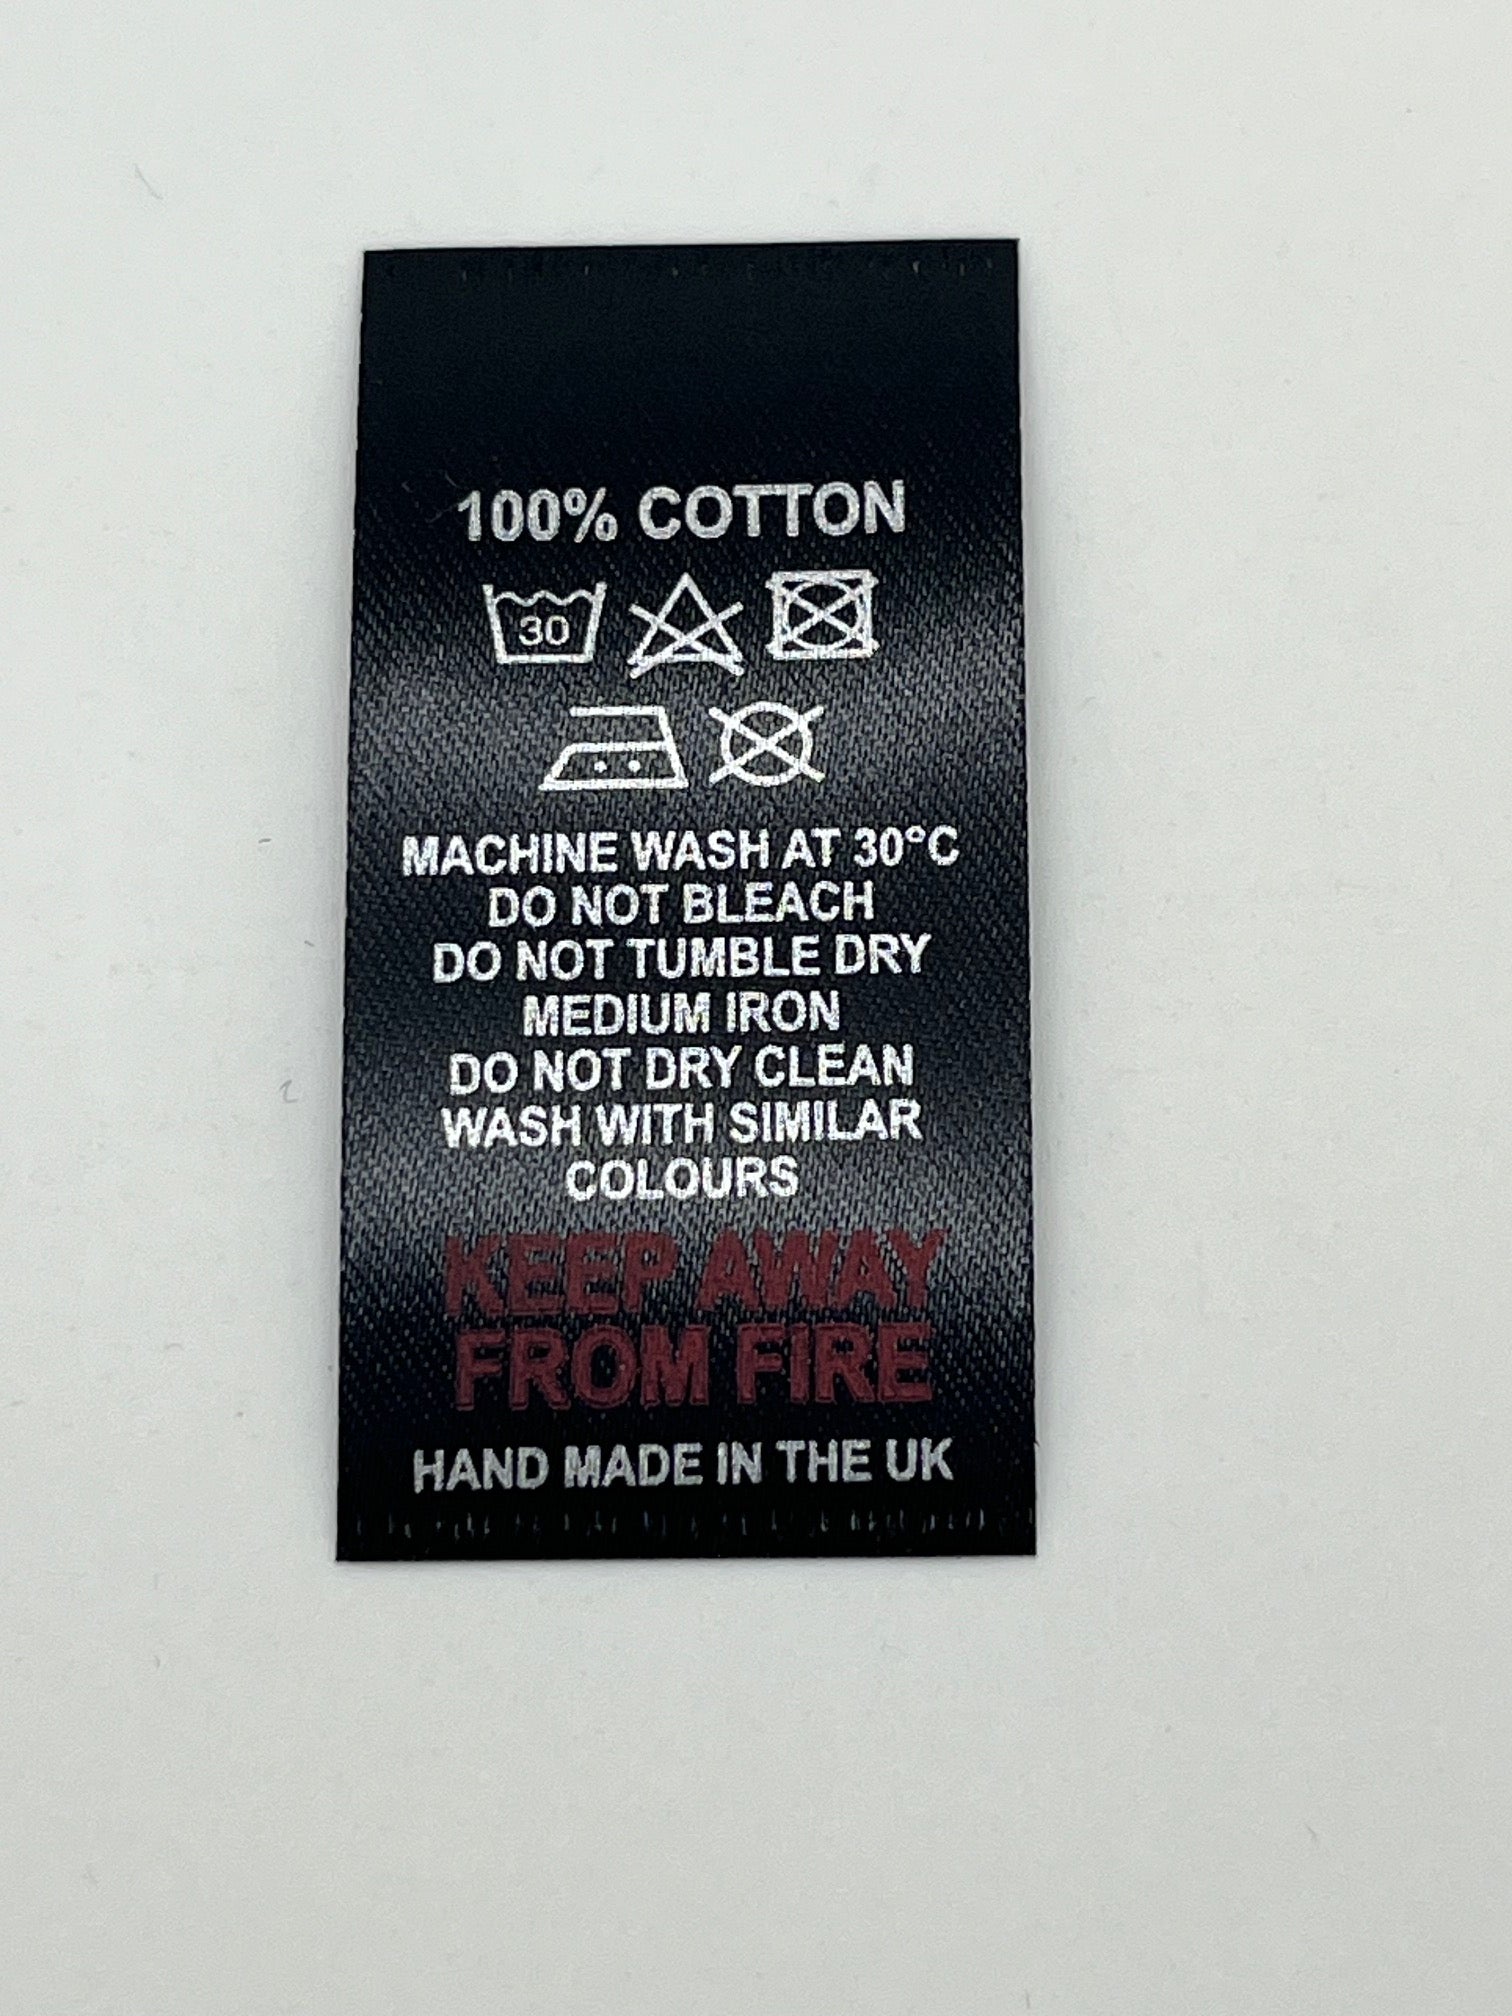 100% COTTON
30
MACHINE WASH AT 30°C
DO NOT BLEACH
DO NOT TUMBLE DRY
MEDIUM IRON
DO NOT DRY CLEAN
WASH WITH SIMILAR
COLOURS
KEEP AWAY
FROM FIRE
HAND MADE IN THE UK